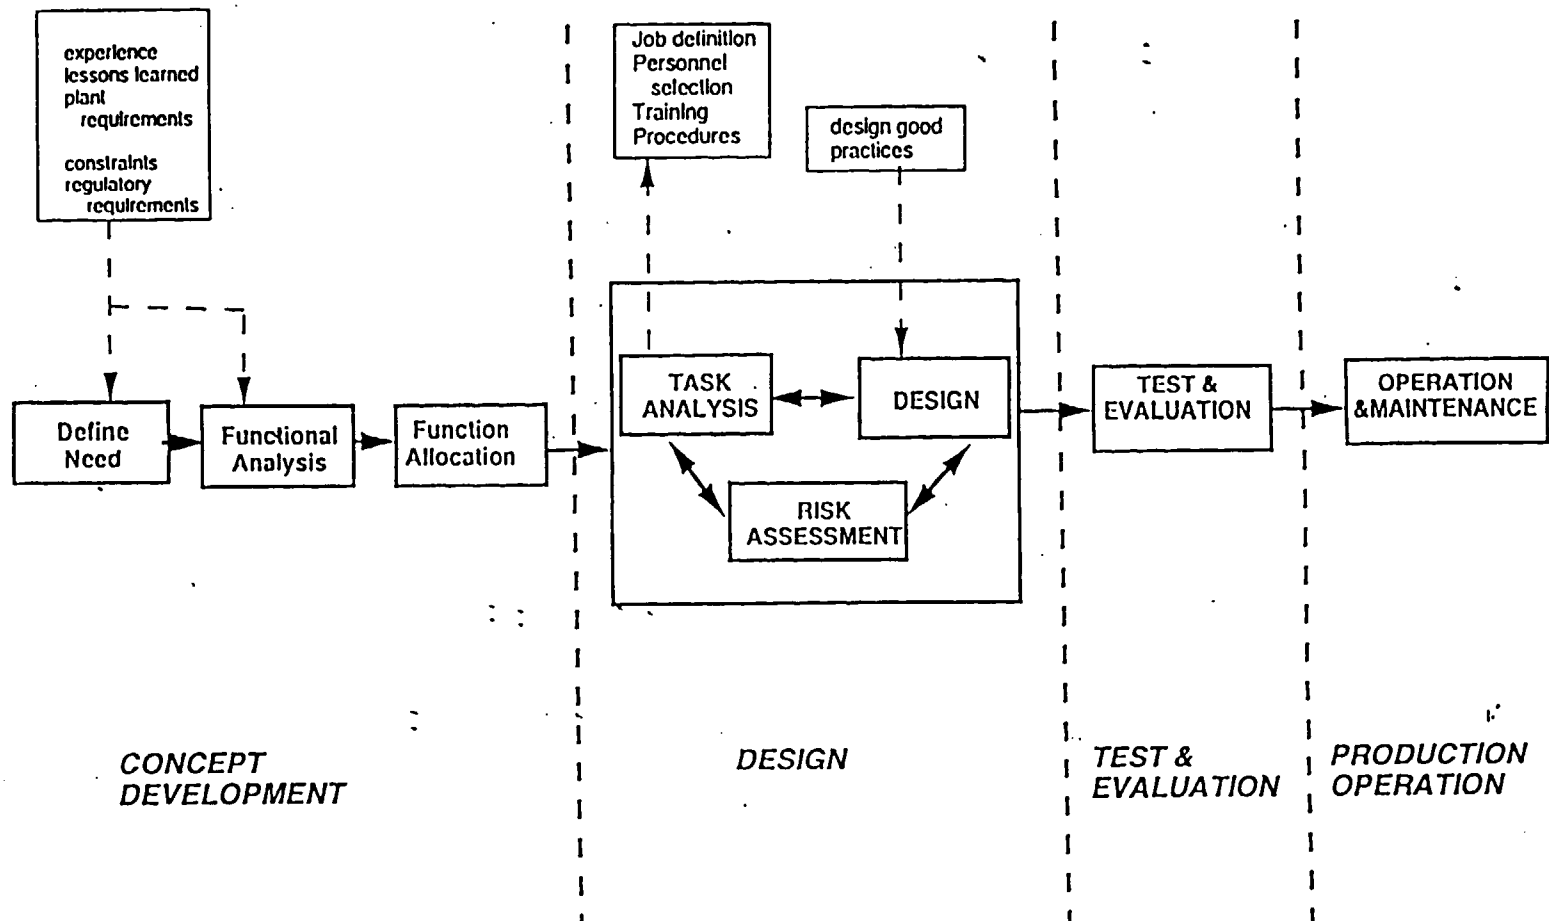 experience
lessons learned
plant
requirements
constraints
regulatory
requirements
Job definition
Personnel
selection
Training
Procedures
design good
practices
Define
Need
Functional
Analysis
Function
Allocation
TASK
ANALYSIS
DESIGN
RISK
ASSESSMENT
TEST &
EVALUATION
OPERATION
&MAINTENANCE
CONCEPT
DEVELOPMENT
DESIGN
TEST &
EVALUATION
PRODUCTION
OPERATION